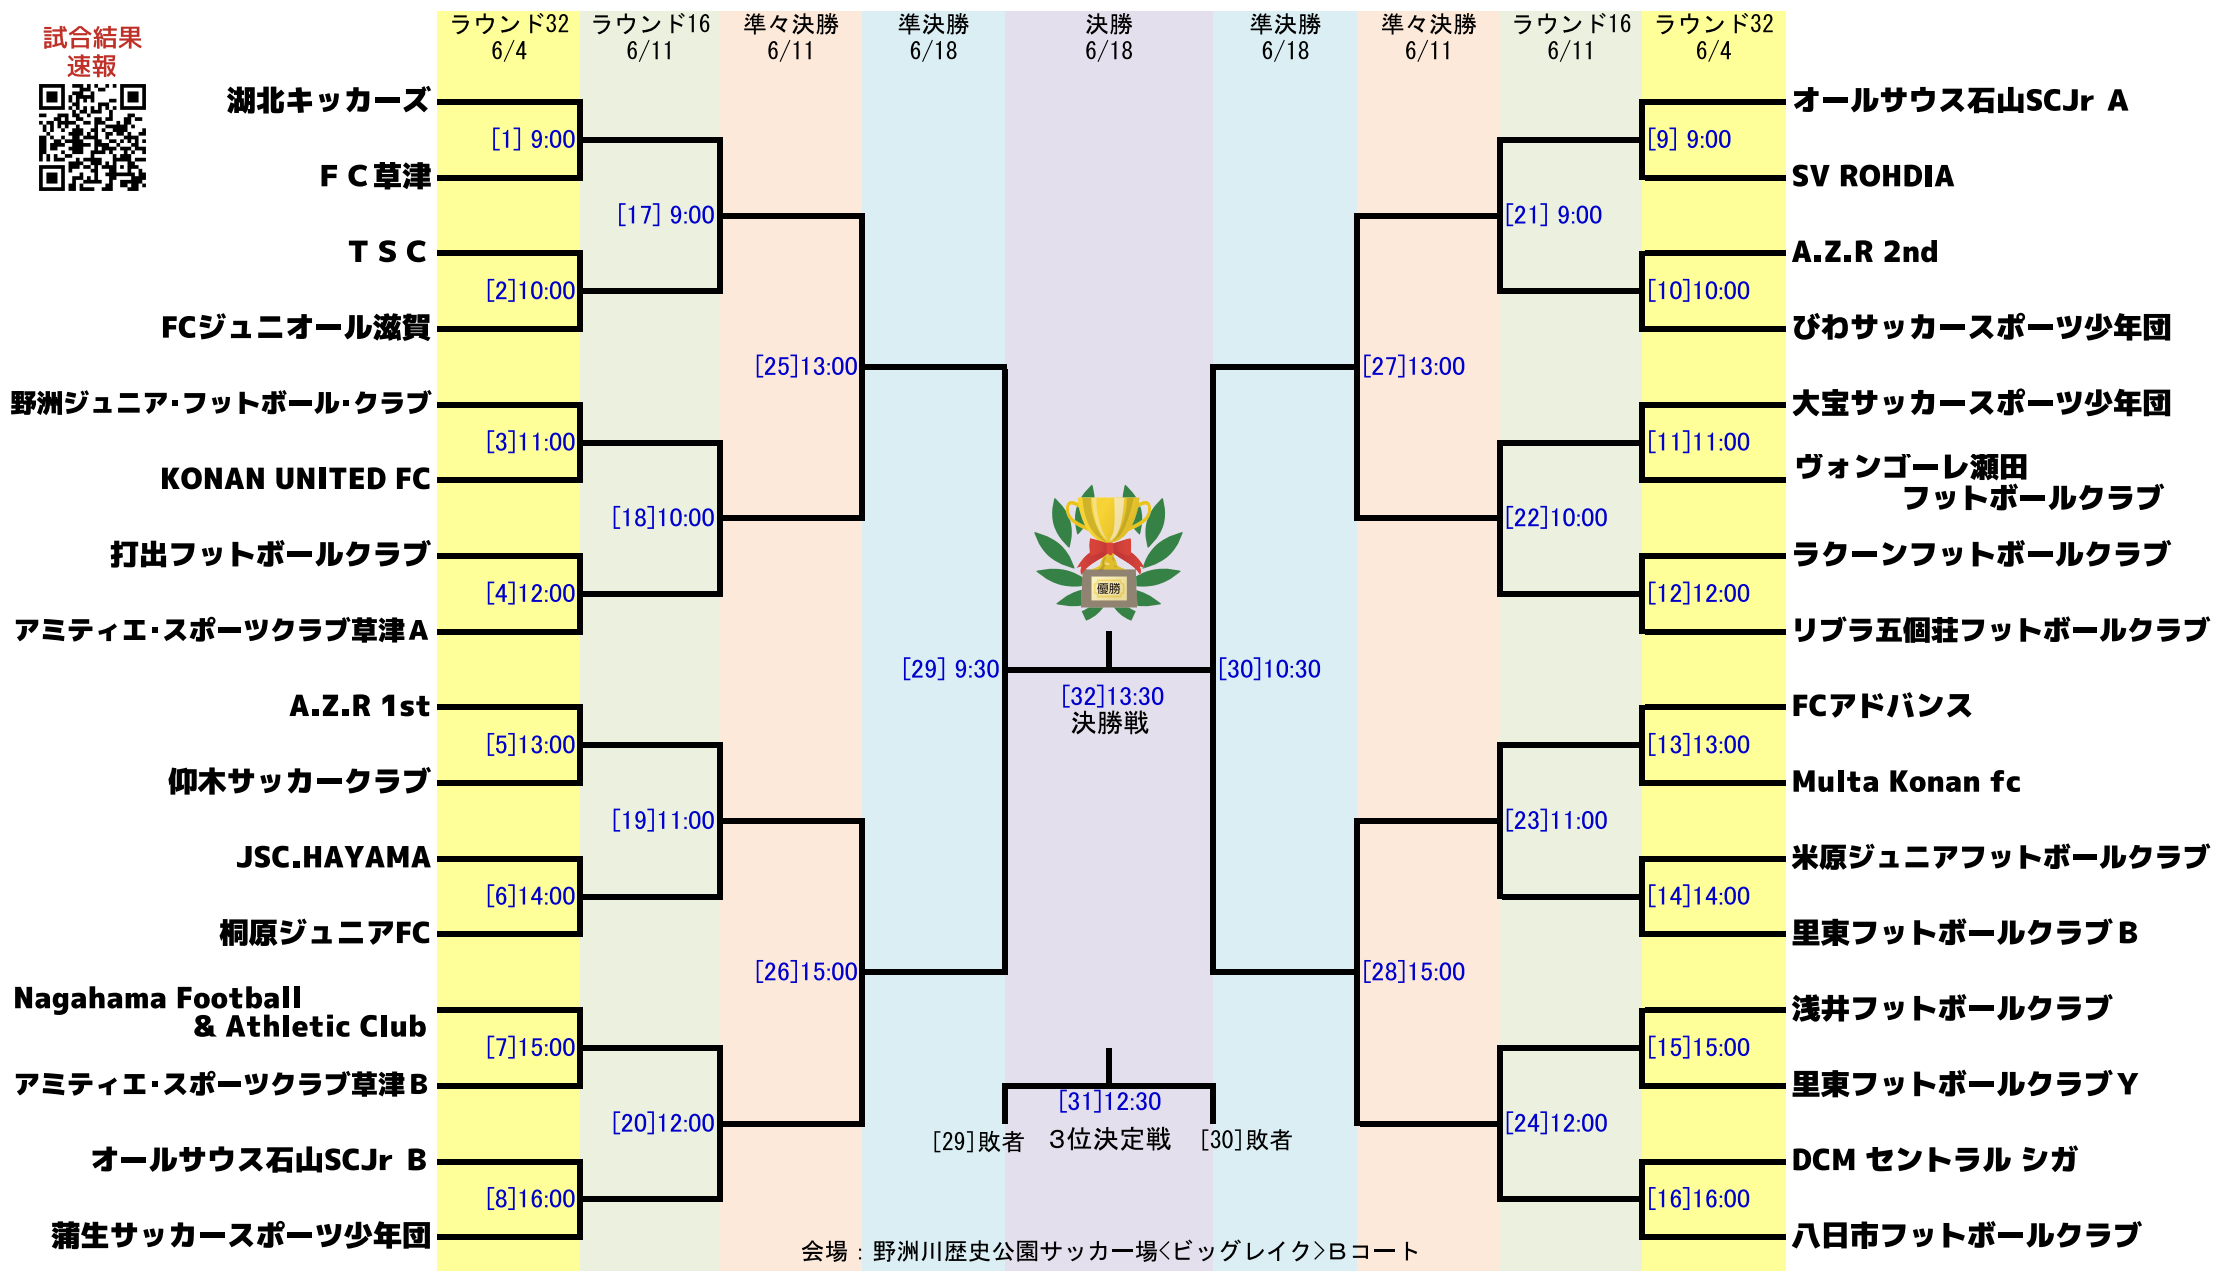 試合結果
速報
ラウンド32
6/4
ラウンド16
6/11
準々決勝
6/11
準決勝
6/18
決勝
6/18
準決勝
6/18
準々決勝
6/11
ラウンド16
6/11
ラウンド32
6/4
湖北キッカーズ
[1] 9:00
ＦＣ草津
[17] 9:00
ＴＳＣ
[2]10:00
FCジュニオール滋賀
[25]13:00
野洲ジュニア・フットボール・クラブ
[3]11:00
KONAN UNITED FC
[18]10:00
打出フットボールクラブ
[4]12:00
アミティエ・スポーツクラブ草津A
[29] 9:30
A.Z.R 1st
[5]13:00
仰木サッカークラブ
[19]11:00
JSC.HAYAMA
[6]14:00
桐原ジュニアFC
[26]15:00
Nagahama Football
& Athletic Club
[7]15:00
アミティエ・スポーツクラブ草津B
[20]12:00
オールサウス石山SCJr B
[8]16:00
蒲生サッカースポーツ少年団
優勝
[32]13:30
決勝戦
[31]12:30
[29]敗者
３位決定戦
[30]敗者
オールサウス石山SCJr A
[9] 9:00
SV ROHDIA
[21] 9:00
A.Z.R 2nd
[10]10:00
びわサッカースポーツ少年団
[27]13:00
大宝サッカースポーツ少年団
[11]11:00
ヴォンゴーレ瀬田
フットボールクラブ
[22]10:00
ラクーンフットボールクラブ
[12]12:00
リブラ五個荘フットボールクラブ
[30]10:30
FCアドバンス
[13]13:00
Multa Konan fc
[23]11:00
米原ジュニアフットボールクラブ
[14]14:00
里東フットボールクラブB
[28]15:00
浅井フットボールクラブ
[15]15:00
里東フットボールクラブY
[24]12:00
DCM セントラル シガ
[16]16:00
八日市フットボールクラブ
会場：野洲川歴史公園サッカー場<ビッグレイク>Ｂコート